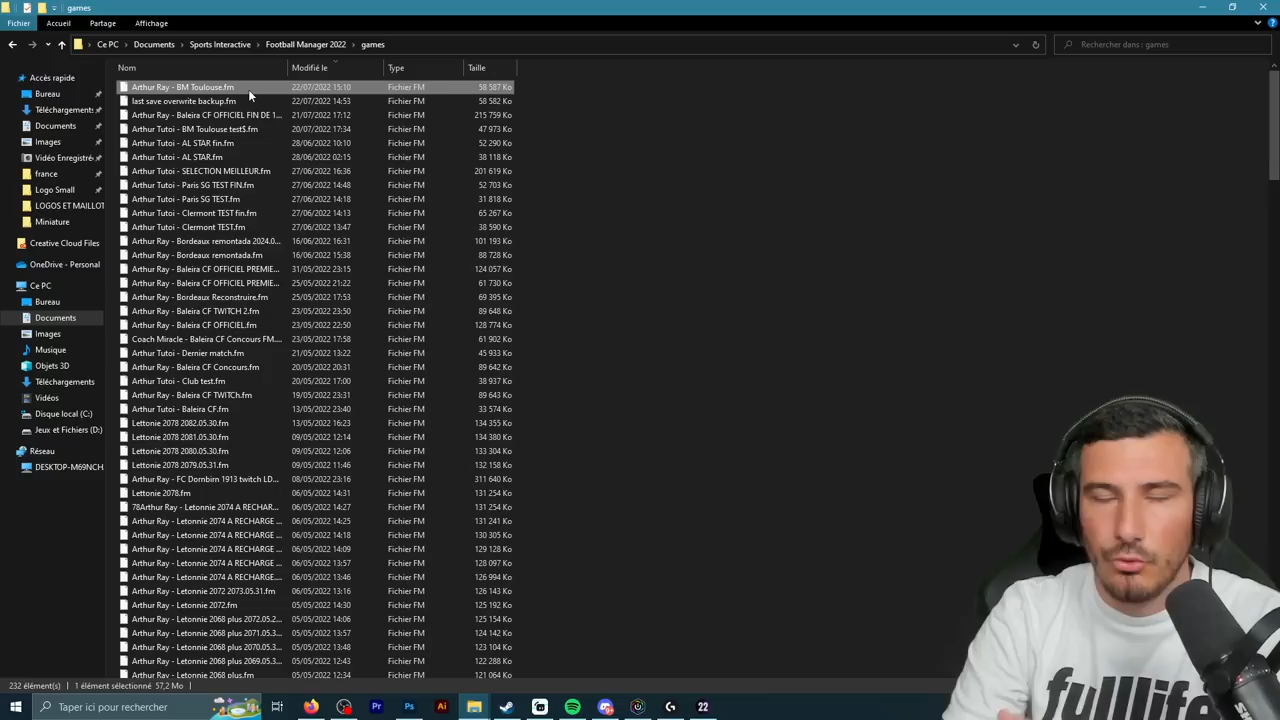 games
Fichier Accueil Partage Affichage
Ce PC > Documents > Sports Interactive > Football Manager 2022 > games
Rechercher dans : games
Nom Modifié le Type Taille
Accès rapide
Bureau
Téléchargements
Documents
Images
Vidéo Enregistré
france
Logo Small
LOGOS ET MAILLOT
Miniature
Creative Cloud Files
OneDrive - Personal
Ce PC
Bureau
Documents
Images
Musique
Objets 3D
Téléchargements
Vidéos
Disque local (C:)
Jeux et Fichiers (D:)
Réseau
DESKTOP-M69NCH
Arthur Ray - BM Toulouse.fm 22/07/2022 15:10 Fichier FM 58 587 Ko
last save overwrite backup.fm 22/07/2022 14:53 Fichier FM 58 582 Ko
Arthur Ray - Baleira CF OFFICIEL FIN DE 1... 21/07/2022 17:12 Fichier FM 215 759 Ko
Arthur Tutoi - BM Toulouse test$.fm 20/07/2022 17:34 Fichier FM 47 973 Ko
Arthur Tutoi - AL STAR fin.fm 28/06/2022 10:10 Fichier FM 52 290 Ko
Arthur Tutoi - AL STAR.fm 28/06/2022 02:15 Fichier FM 38 118 Ko
Arthur Tutoi - SELECTION MEILLEUR.fm 27/06/2022 16:36 Fichier FM 201 619 Ko
Arthur Tutoi - Paris SG TEST FIN.fm 27/06/2022 14:48 Fichier FM 52 703 Ko
Arthur Tutoi - Paris SG TEST.fm 27/06/2022 14:18 Fichier FM 31 818 Ko
Arthur Tutoi - Clermont TEST fin.fm 27/06/2022 14:13 Fichier FM 65 267 Ko
Arthur Tutoi - Clermont TEST.fm 27/06/2022 13:47 Fichier FM 38 590 Ko
Arthur Ray - Bordeaux remontada 2024.0... 16/06/2022 16:31 Fichier FM 101 193 Ko
Arthur Ray - Bordeaux remontada.fm 16/06/2022 15:38 Fichier FM 88 728 Ko
Arthur Ray - Baleira CF OFFICIEL PREMIE... 31/05/2022 23:15 Fichier FM 124 057 Ko
Arthur Ray - Baleira CF OFFICIEL PREMIE... 25/05/2022 21:22 Fichier FM 61 730 Ko
Arthur Ray - Bordeaux Reconstruire.fm 25/05/2022 17:53 Fichier FM 69 395 Ko
Arthur Ray - Baleira CF TWITCH 2.fm 23/05/2022 23:50 Fichier FM 89 648 Ko
Arthur Ray - Baleira CF OFFICIEL.fm 23/05/2022 22:50 Fichier FM 128 774 Ko
Coach Miracle - Baleira CF Concours FM.... 23/05/2022 17:58 Fichier FM 61 902 Ko
Arthur Tutoi - Dernier match.fm 21/05/2022 13:22 Fichier FM 45 933 Ko
Arthur Ray - Baleira CF Concours.fm 20/05/2022 20:31 Fichier FM 89 642 Ko
Arthur Tutoi - Club test.fm 20/05/2022 17:00 Fichier FM 38 937 Ko
Arthur Ray - Baleira CF TWITCh.fm 19/05/2022 23:31 Fichier FM 89 643 Ko
Arthur Tutoi - Baleira CF.fm 13/05/2022 23:40 Fichier FM 33 574 Ko
Lettonie 2078 2082.05.30.fm 13/05/2022 16:23 Fichier FM 134 355 Ko
Lettonie 2078 2081.05.30.fm 09/05/2022 12:14 Fichier FM 134 380 Ko
Lettonie 2078 2080.05.30.fm 09/05/2022 12:06 Fichier FM 133 304 Ko
Lettonie 2078 2079.05.31.fm 09/05/2022 11:46 Fichier FM 132 158 Ko
Arthur Ray - FC Dornbirn 1913 twitch LD... 08/05/2022 23:16 Fichier FM 311 640 Ko
Lettonie 2078.fm 06/05/2022 14:31 Fichier FM 131 254 Ko
78Arthur Ray - Letonnie 2074 A RECHAR... 06/05/2022 14:27 Fichier FM 131 254 Ko
Arthur Ray - Letonnie 2074 A RECHARGE ... 06/05/2022 14:25 Fichier FM 131 241 Ko
Arthur Ray - Letonnie 2074 A RECHARGE ... 06/05/2022 14:18 Fichier FM 130 305 Ko
Arthur Ray - Letonnie 2074 A RECHARGE ... 06/05/2022 14:09 Fichier FM 129 128 Ko
Arthur Ray - Letonnie 2074 A RECHARGE ... 06/05/2022 13:57 Fichier FM 128 097 Ko
Arthur Ray - Letonnie 2074 A RECHARGE.... 06/05/2022 13:46 Fichier FM 126 994 Ko
Arthur Ray - Letonnie 2072 2073.05.31.fm 06/05/2022 13:16 Fichier FM 126 143 Ko
Arthur Ray - Letonnie 2072.fm 05/05/2022 14:30 Fichier FM 125 192 Ko
Arthur Ray - Letonnie 2068 plus 2072.05.2... 05/05/2022 14:06 Fichier FM 125 154 Ko
Arthur Ray - Letonnie 2068 plus 2071.05.3... 05/05/2022 13:57 Fichier FM 124 142 Ko
Arthur Ray - Letonnie 2068 plus 2070.05.3... 05/05/2022 13:48 Fichier FM 123 104 Ko
Arthur Ray - Letonnie 2068 plus 2069.05.3... 05/05/2022 12:43 Fichier FM 122 288 Ko
Arthur Ray - Letonnie 2068 plus.fm 05/05/2022 12:34 Fichier FM 121 064 Ko
232 élément(s) 1 élément sélectionné 57,2 Mo
Taper ici pour rechercher
Pr
Ps
Ai
22
fulllife